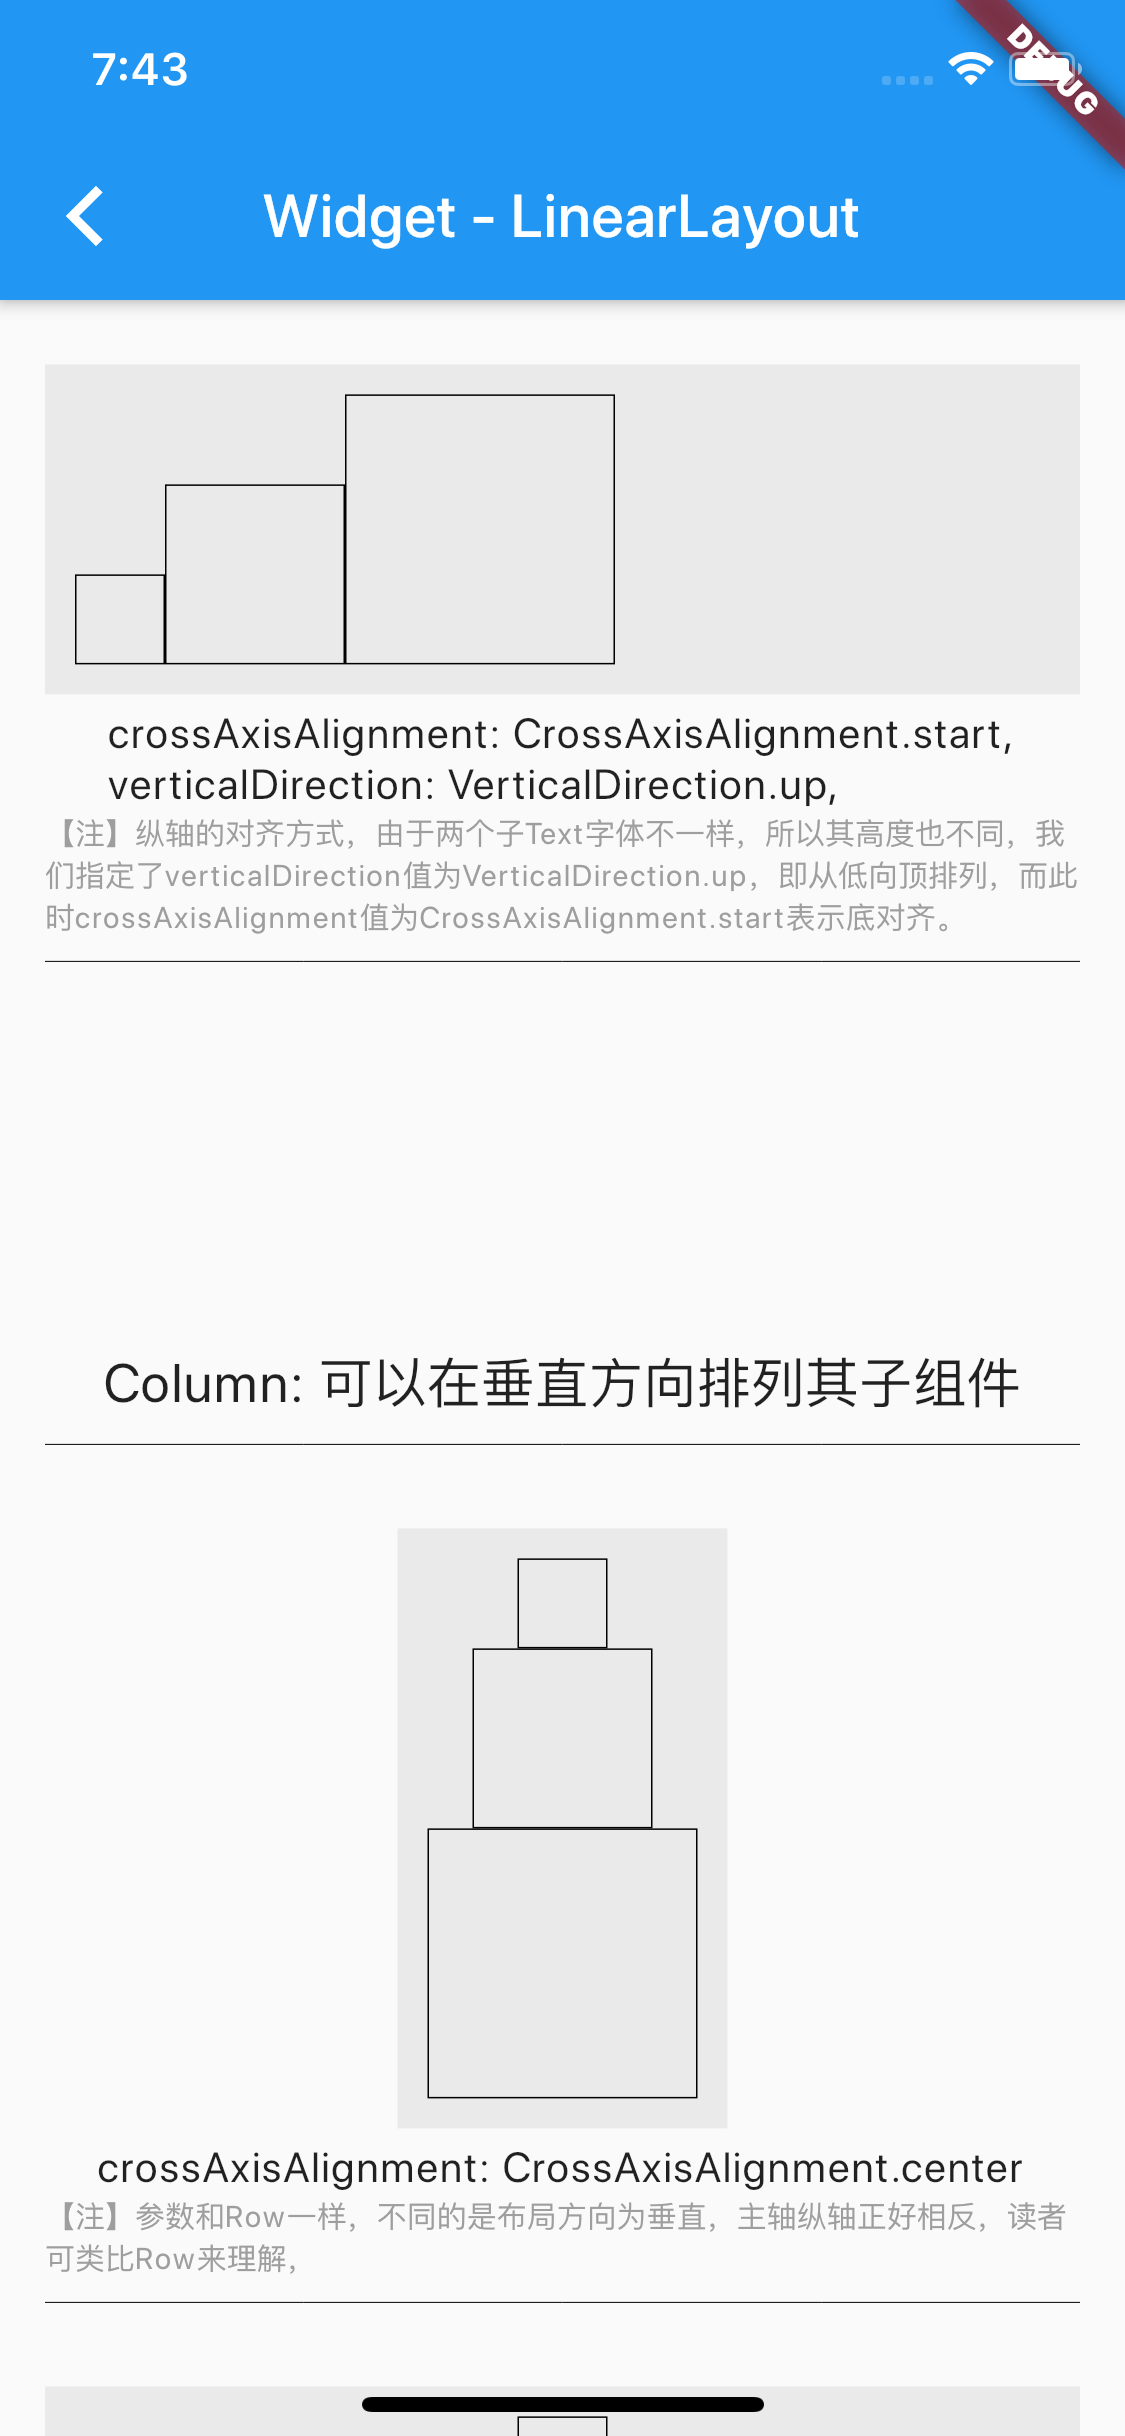 7:43
DEBUG
Widget - LinearLayout
crossAxisAlignment: CrossAxisAlignment.start,
verticalDirection: VerticalDirection.up,
【注】纵轴的对齐方式，由于两个子Text字体不一样，所以其高度也不同，我
们指定了verticalDirection值为VerticalDirection.up，即从低向顶排列，而此
时crossAxisAlignment值为CrossAxisAlignment.start表示底对齐。
Column: 可以在垂直方向排列其子组件
crossAxisAlignment: CrossAxisAlignment.center
【注】参数和Row一样，不同的是布局方向为垂直，主轴纵轴正好相反，读者
可类比Row来理解，